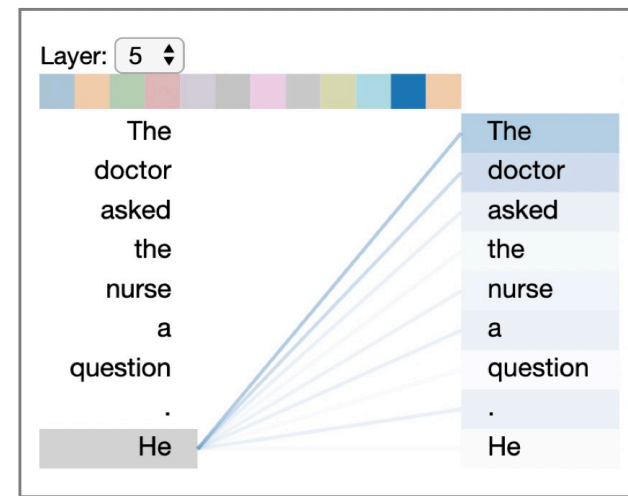 Layer: 5
The The
doctor doctor
asked asked
the the
nurse nurse
a a
question question
. .
He He